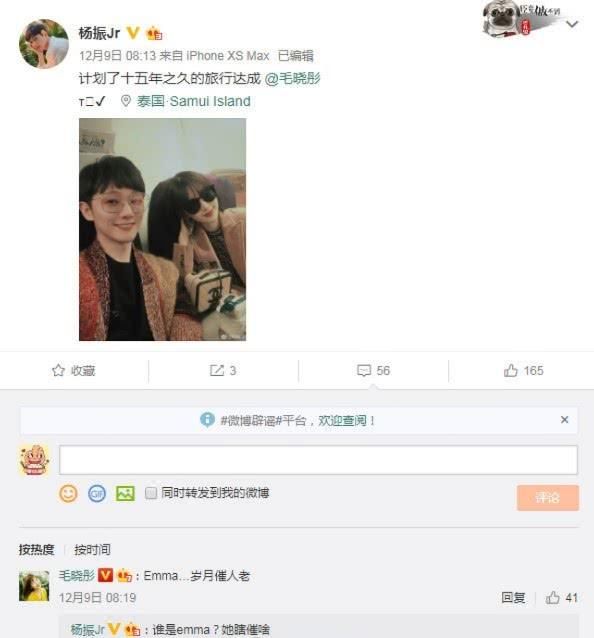 杨振Jr
12月9日 08:13 来自 iPhone XS Max 已编辑
计划了十五年之久的旅行达成 @毛晓彤
泰国·Samui Island
收藏
3
56
165
#微博辟谣#平台，欢迎查阅！
GIF
同时转发到我的微博
评论
按热度 按时间
毛晓彤：Emma…岁月催人老
12月9日 08:19
回复 41
杨振Jr：谁是emma？她瞎催啥